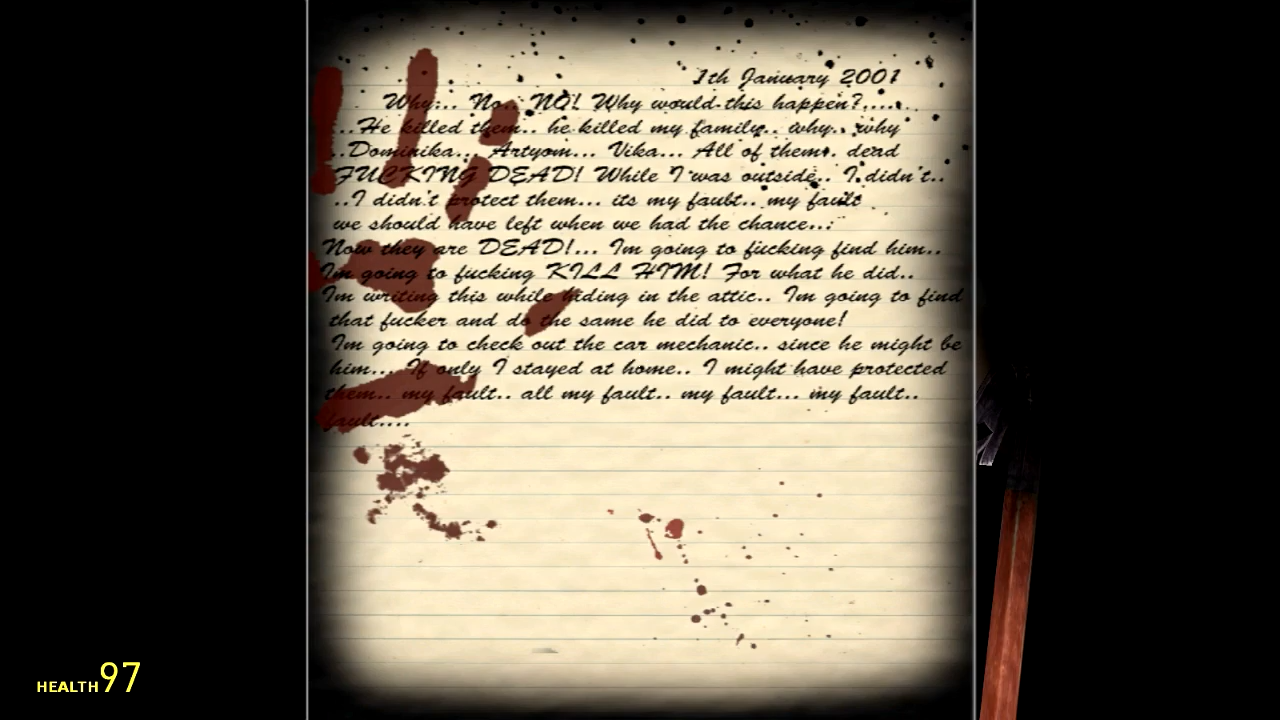 1th January 2001
Why... No.. NO! Why would this happen?.....
..He killed them.. he killed my family.. why.. why
..Dominika... Artyom... Vika... All of them.. dead
FUCKING DEAD! While I was outside.. I didn't..
..I didn't protect them... its my faubt.. my fault
we should have left when we had the chance...
Now they are DEAD!... Im going to fucking find him..
Im going to fucking KILL HIM! For what he did..
Im writing this while hiding in the attic.. Im going to find
that fucker and do the same he did to everyone!
Im going to check out the car mechanic.. since he might be
him... If only I stayed at home.. I might have protected
them.. my fault.. all my fault.. my fault... my fault..
fault....
HEALTH 97